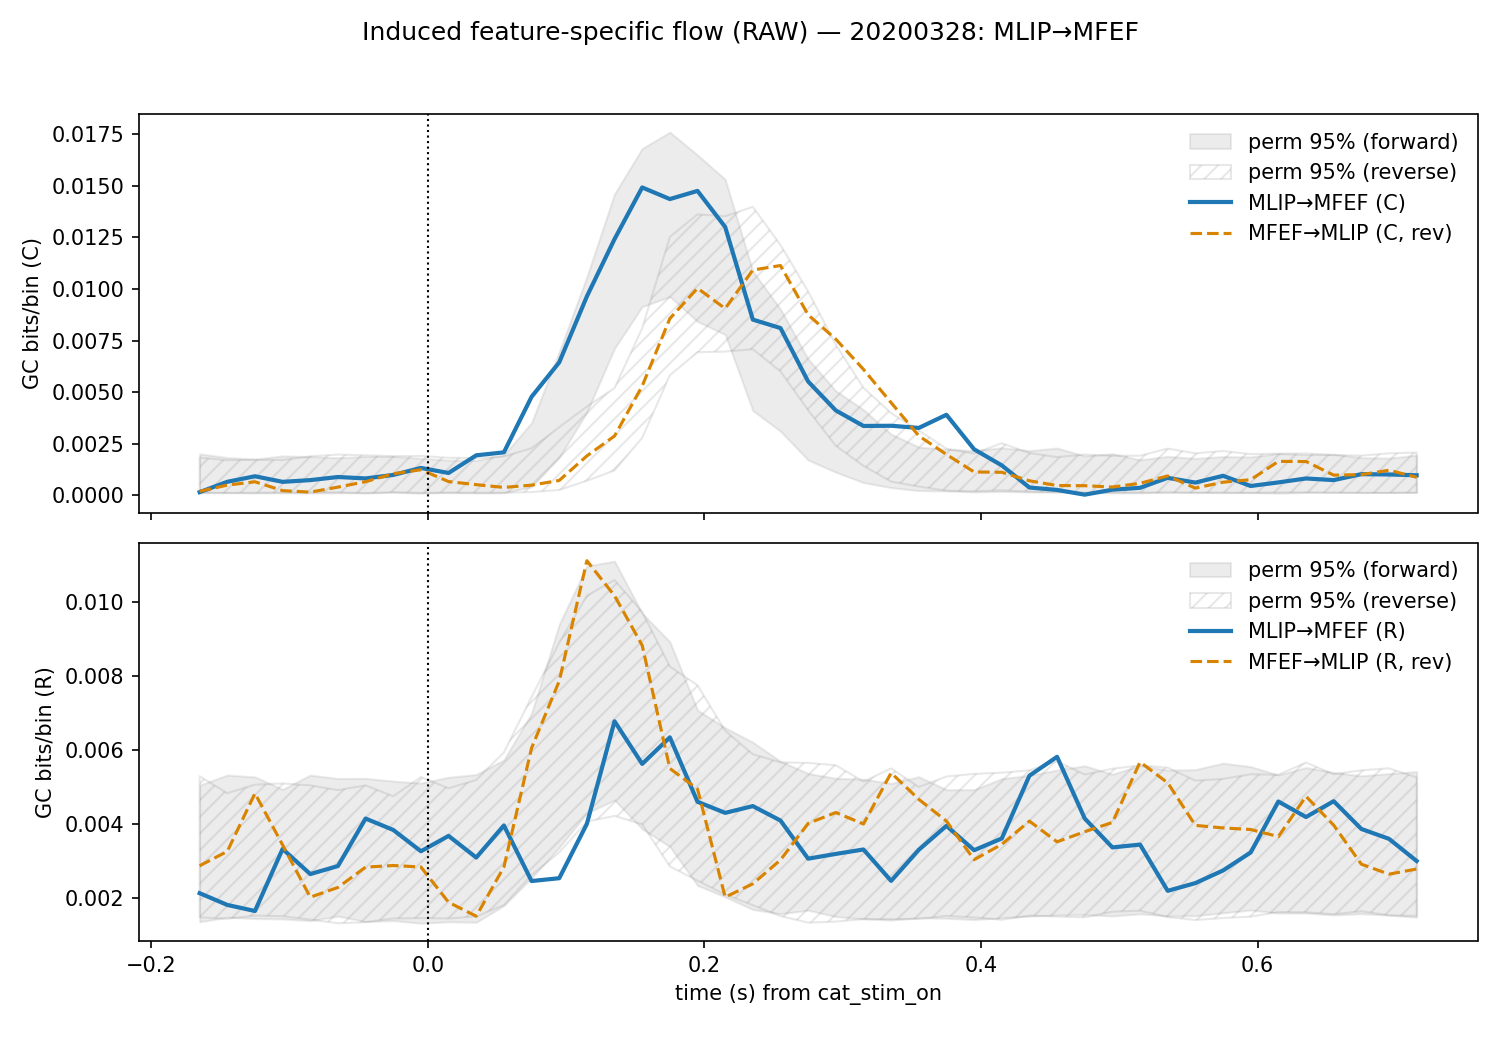 Induced feature-specific flow (RAW) — 20200328: MLIP→MFEF
0.0175
0.0150
0.0125
0.0100
0.0075
0.0050
0.0025
0.0000
GC bits/bin (C)
perm 95% (forward)
perm 95% (reverse)
MLIP→MFEF (C)
MFEF→MLIP (C, rev)
0.010
0.008
0.006
0.004
0.002
GC bits/bin (R)
perm 95% (forward)
perm 95% (reverse)
MLIP→MFEF (R)
MFEF→MLIP (R, rev)
−0.2
0.0
0.2
0.4
0.6
time (s) from cat_stim_on